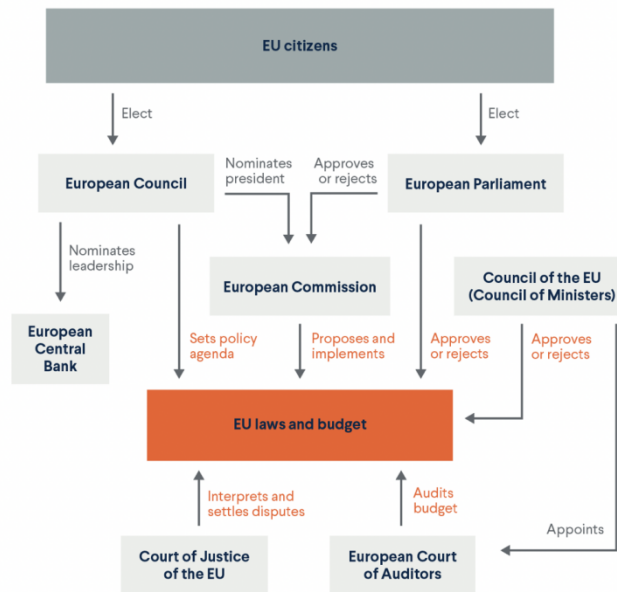 EU citizens
Elect
Elect
European Council
Nominates
president
Approves
or rejects
European Parliament
Nominates
leadership
European Commission
Council of the EU
(Council of Ministers)
European
Central
Bank
Sets policy
agenda
Proposes and
implements
Approves
or rejects
Approves
or rejects
EU laws and budget
Interprets and
settles disputes
Audits
budget
Appoints
Court of Justice
of the EU
European Court
of Auditors